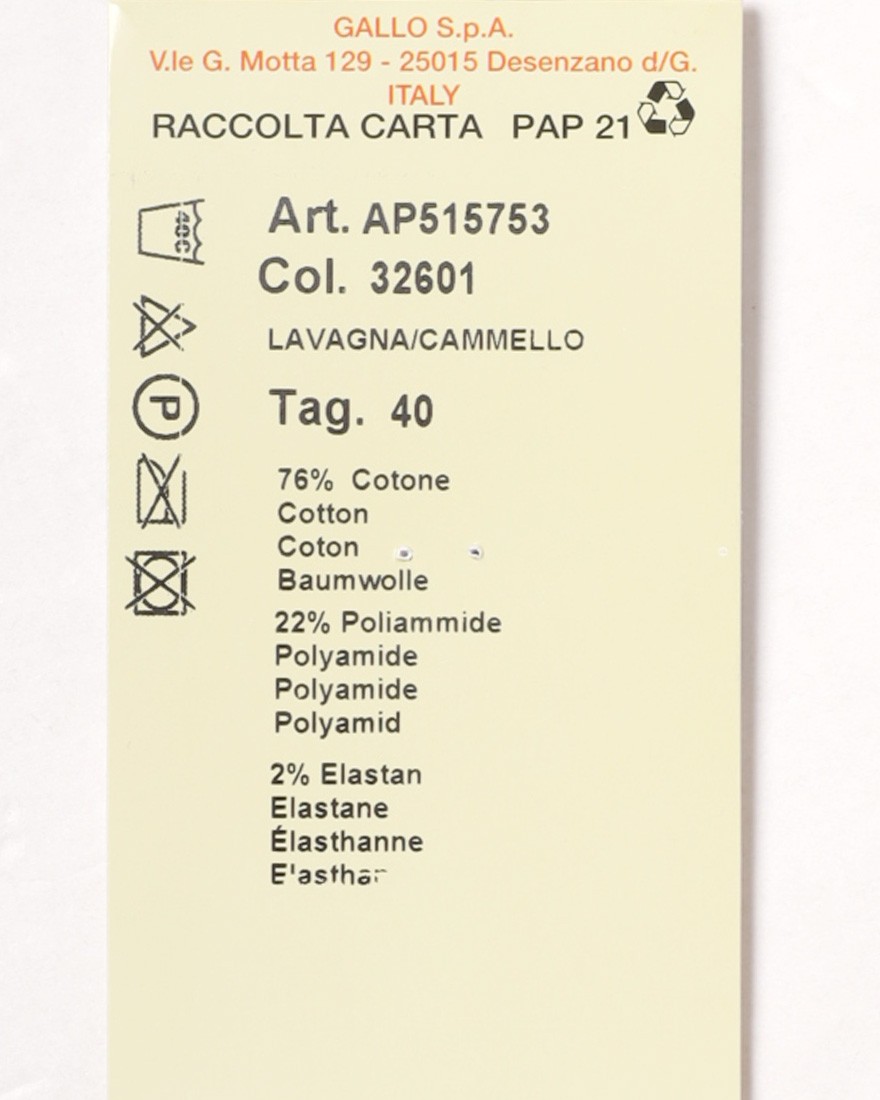 GALLO S.p.A.
V.le G. Motta 129 - 25015 Desenzano d/G.
ITALY
RACCOLTA CARTA PAP 21
40C
Art. AP515753
Col. 32601
LAVAGNA/CAMMELLO
P
Tag. 40
76% Cotone
Cotton
Coton
Baumwolle
22% Poliammide
Polyamide
Polyamide
Polyamid
2% Elastan
Elastane
Élasthanne